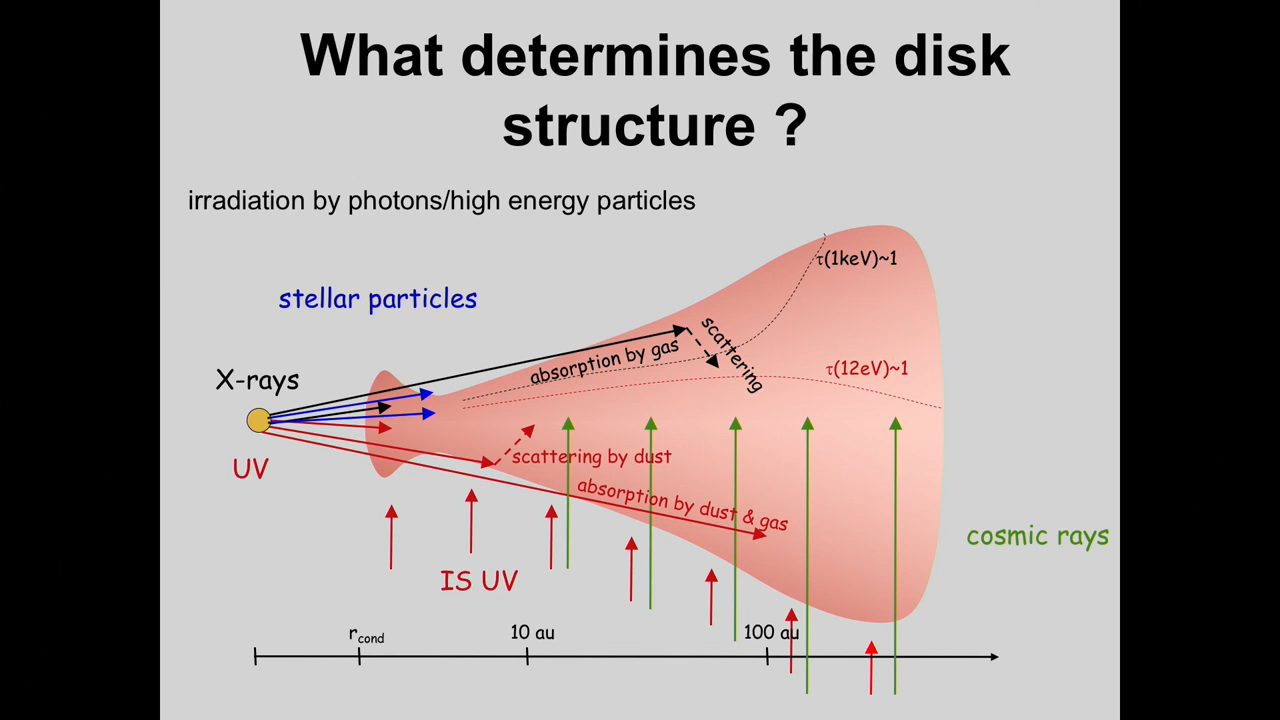 What determines the disk
structure ?
irradiation by photons/high energy particles
τ(1keV)~1
stellar particles
scattering
absorption by gas
τ(12eV)~1
X-rays
UV
scattering by dust
absorption by dust & gas
cosmic rays
IS UV
r_cond
10 au
100 au